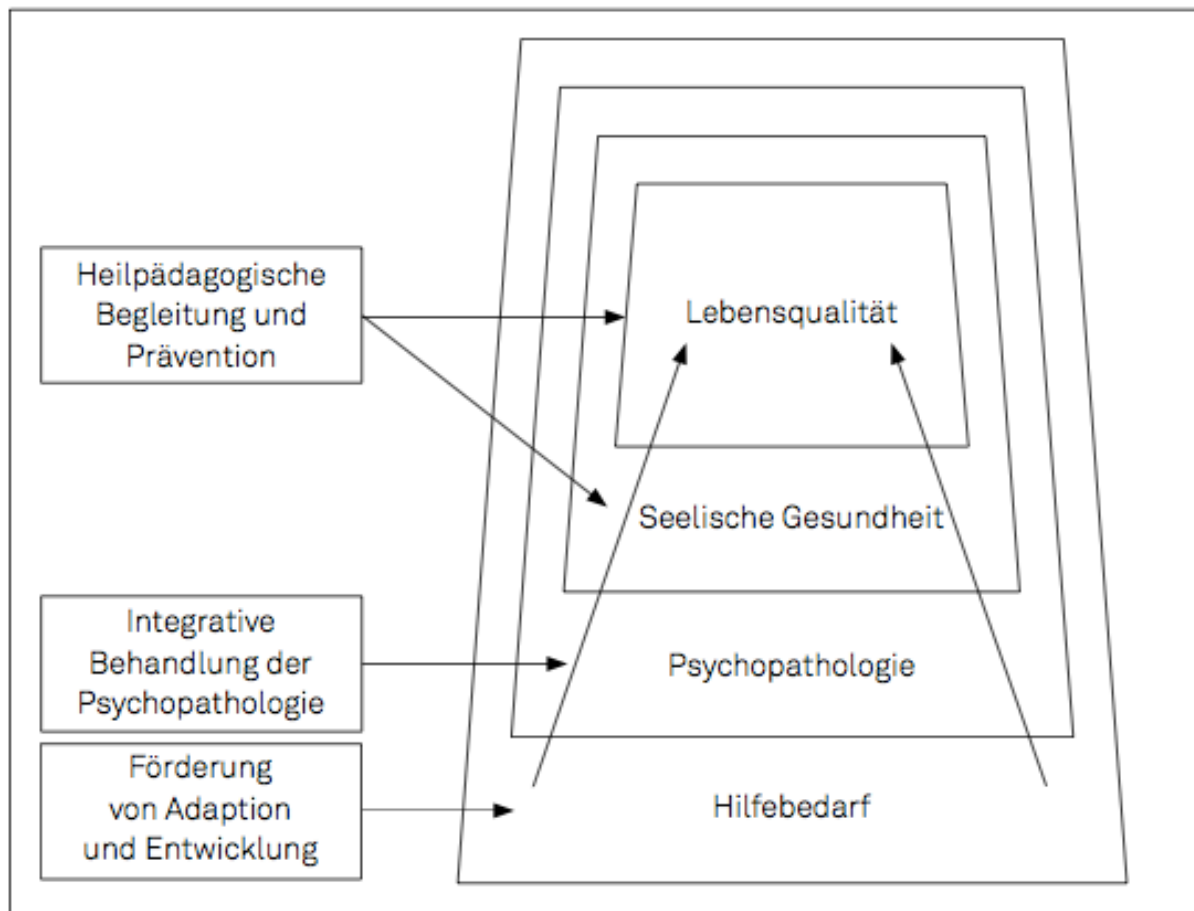 Heilpädagogische
Begleitung und
Prävention
Lebensqualität
Seelische Gesundheit
Integrative
Behandlung der
Psychopathologie
Psychopathologie
Förderung
von Adaption
und Entwicklung
Hilfebedarf